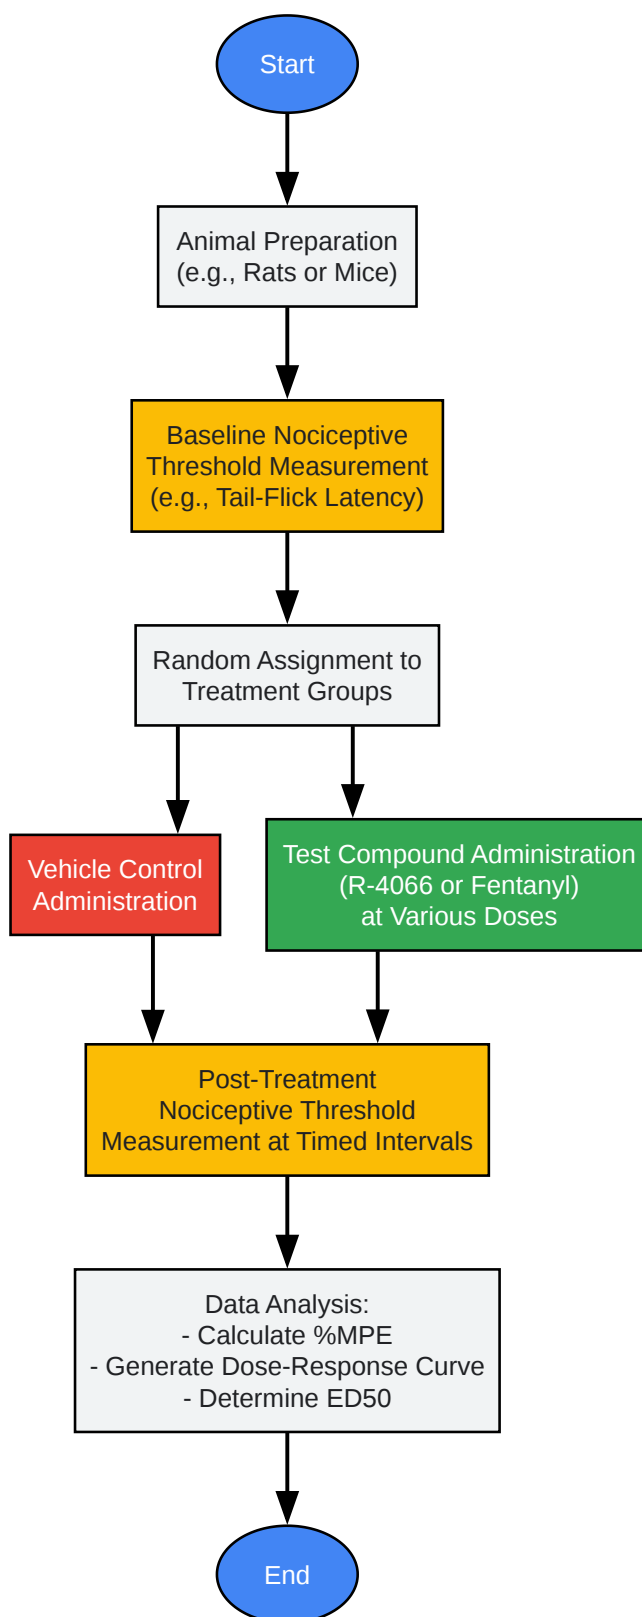 Start
Animal Preparation
(e.g., Rats or Mice)
Baseline Nociceptive
Threshold Measurement
(e.g., Tail-Flick Latency)
Random Assignment to
Treatment Groups
Vehicle Control
Administration
Test Compound Administration
(R-4066 or Fentanyl)
at Various Doses
Post-Treatment
Nociceptive Threshold
Measurement at Timed Intervals
Data Analysis:
- Calculate %MPE
- Generate Dose-Response Curve
- Determine ED50
End